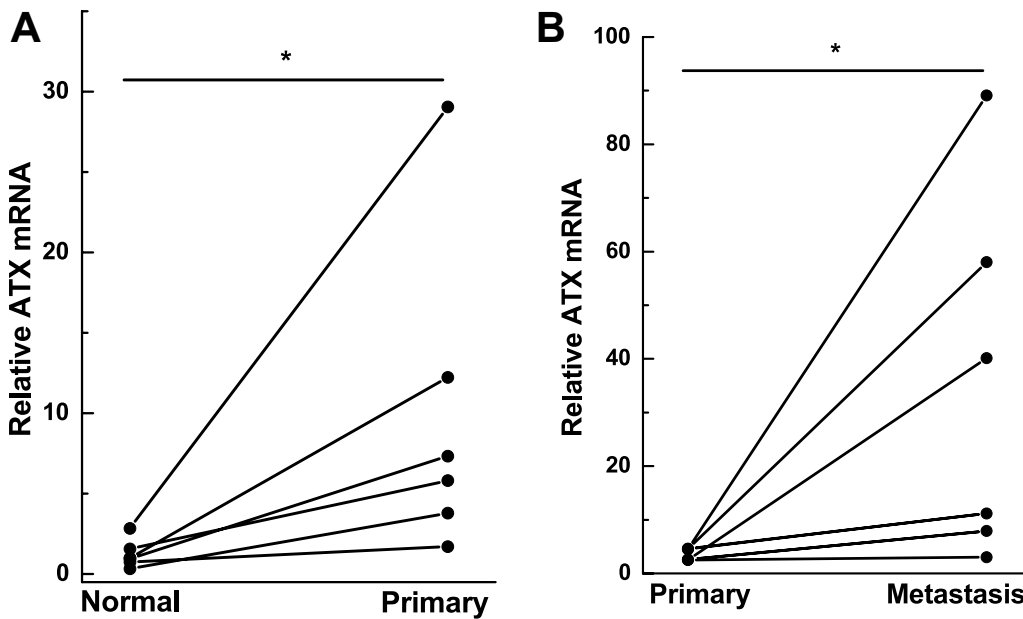 A
*
Relative ATX mRNA
30
20
10
0
Normal
Primary
B
*
Relative ATX mRNA
100
80
60
40
20
0
Primary
Metastasis